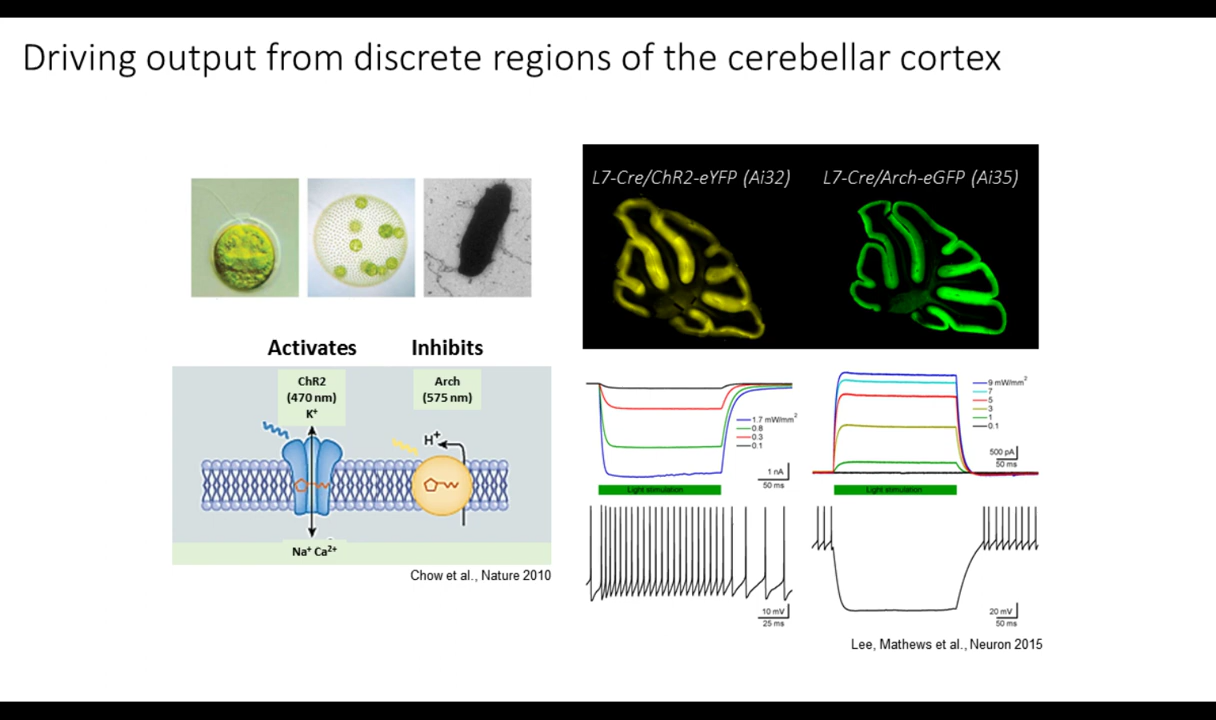 Driving output from discrete regions of the cerebellar cortex
L7-Cre/ChR2-eYFP (Ai32)
L7-Cre/Arch-eGFP (Ai35)
Activates
Inhibits
ChR2
(470 nm)
K⁺
Arch
(575 nm)
H⁺
Na⁺ Ca²⁺
Chow et al., Nature 2010
1.7 mW/mm²
0.8
0.3
0.1
1 nA
50 ms
Light stimulation
9 mW/mm²
7
5
3
1
0.1
500 pA
50 ms
Light stimulation
10 mV
25 ms
20 mV
50 ms
Lee, Mathews et al., Neuron 2015